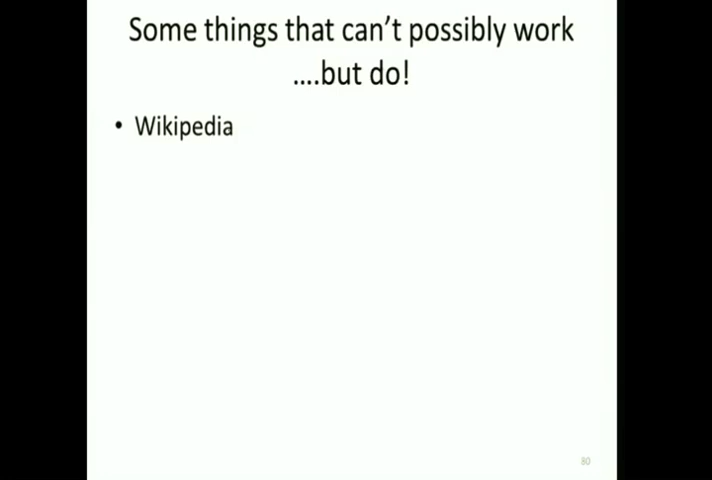 Some things that can't possibly work
....but do!
• Wikipedia
80